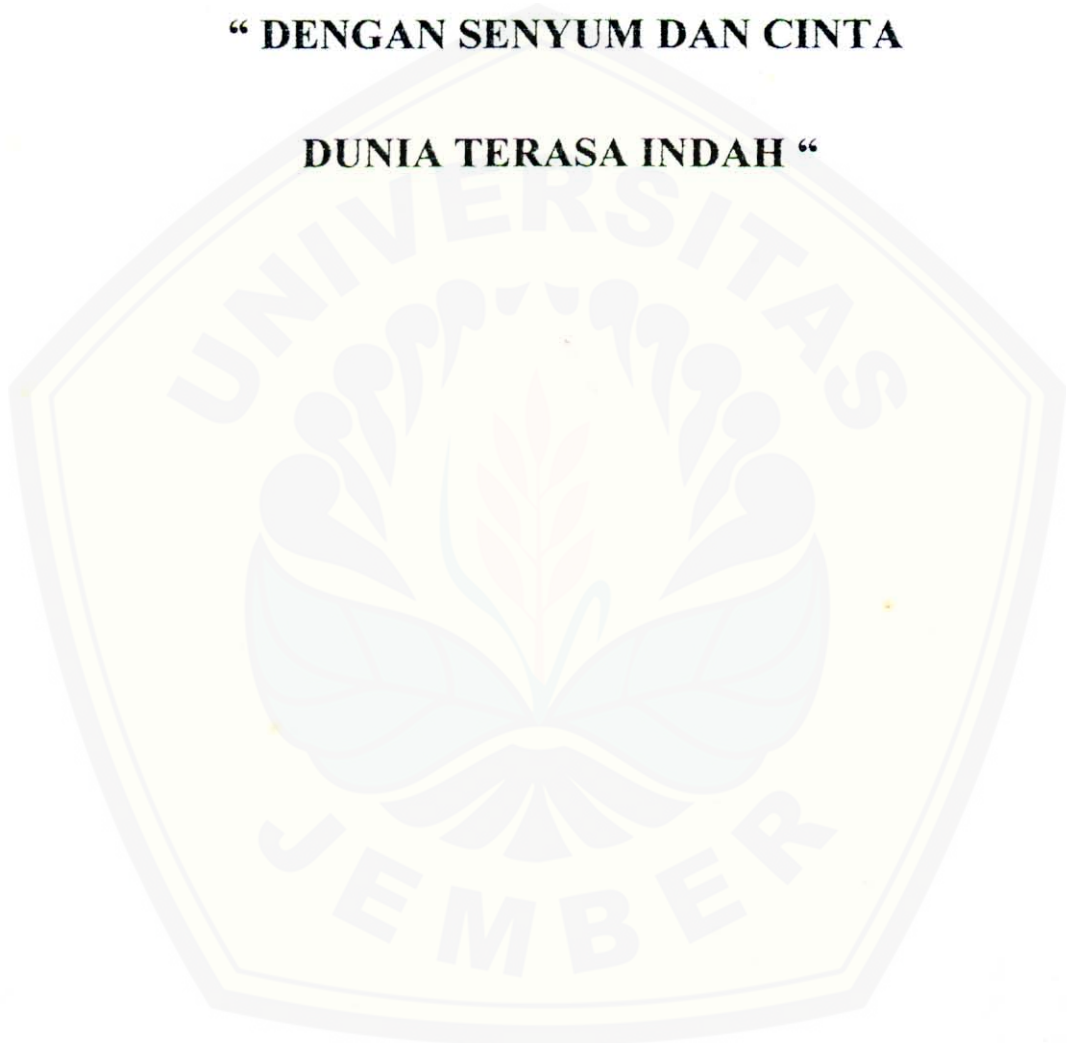 “ DENGAN SENYUM DAN CINTA
DUNIA TERASA INDAH “
UNIVERSITAS
JEMBER